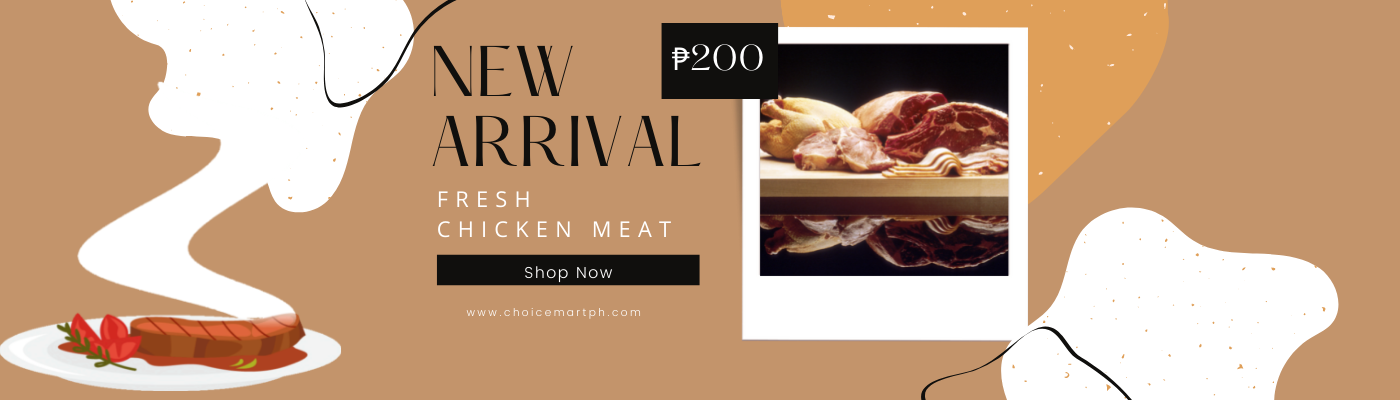 NEW
ARRIVAL
₱200
FRESH
CHICKEN MEAT
Shop Now
www.choicemartph.com